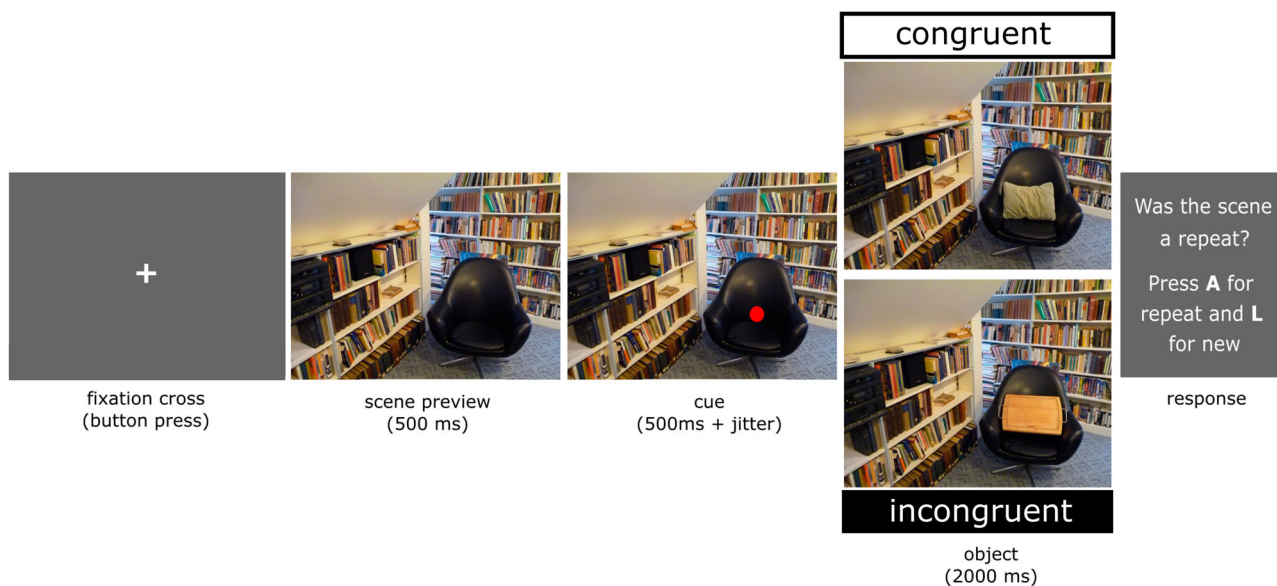 congruent
+
Was the scene
a repeat?
Press A for
repeat and L
for new
fixation cross
(button press)
scene preview
(500 ms)
cue
(500ms + jitter)
response
incongruent
object
(2000 ms)